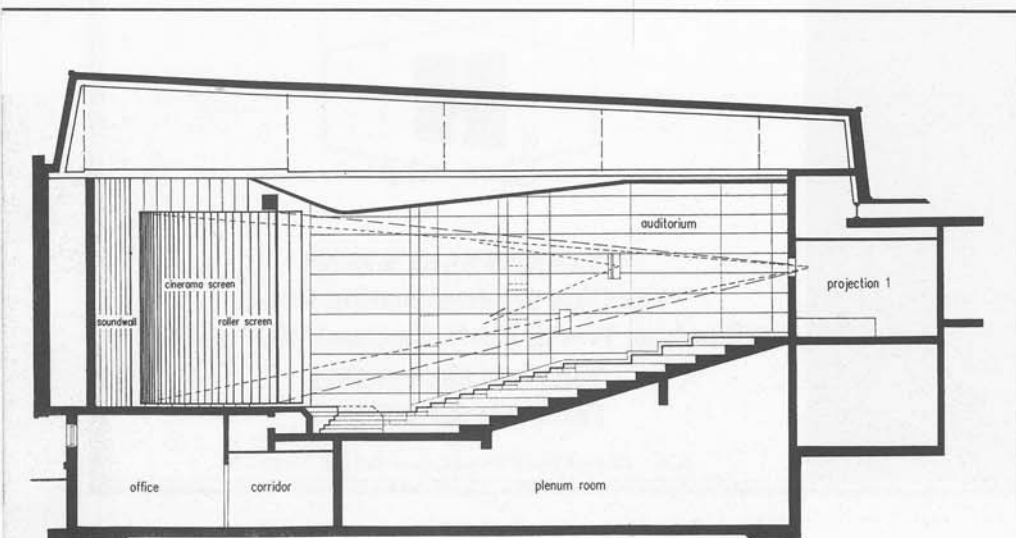 auditorium
cinerama screen
projection 1
soundwall
roller screen
office
corridor
plenum room